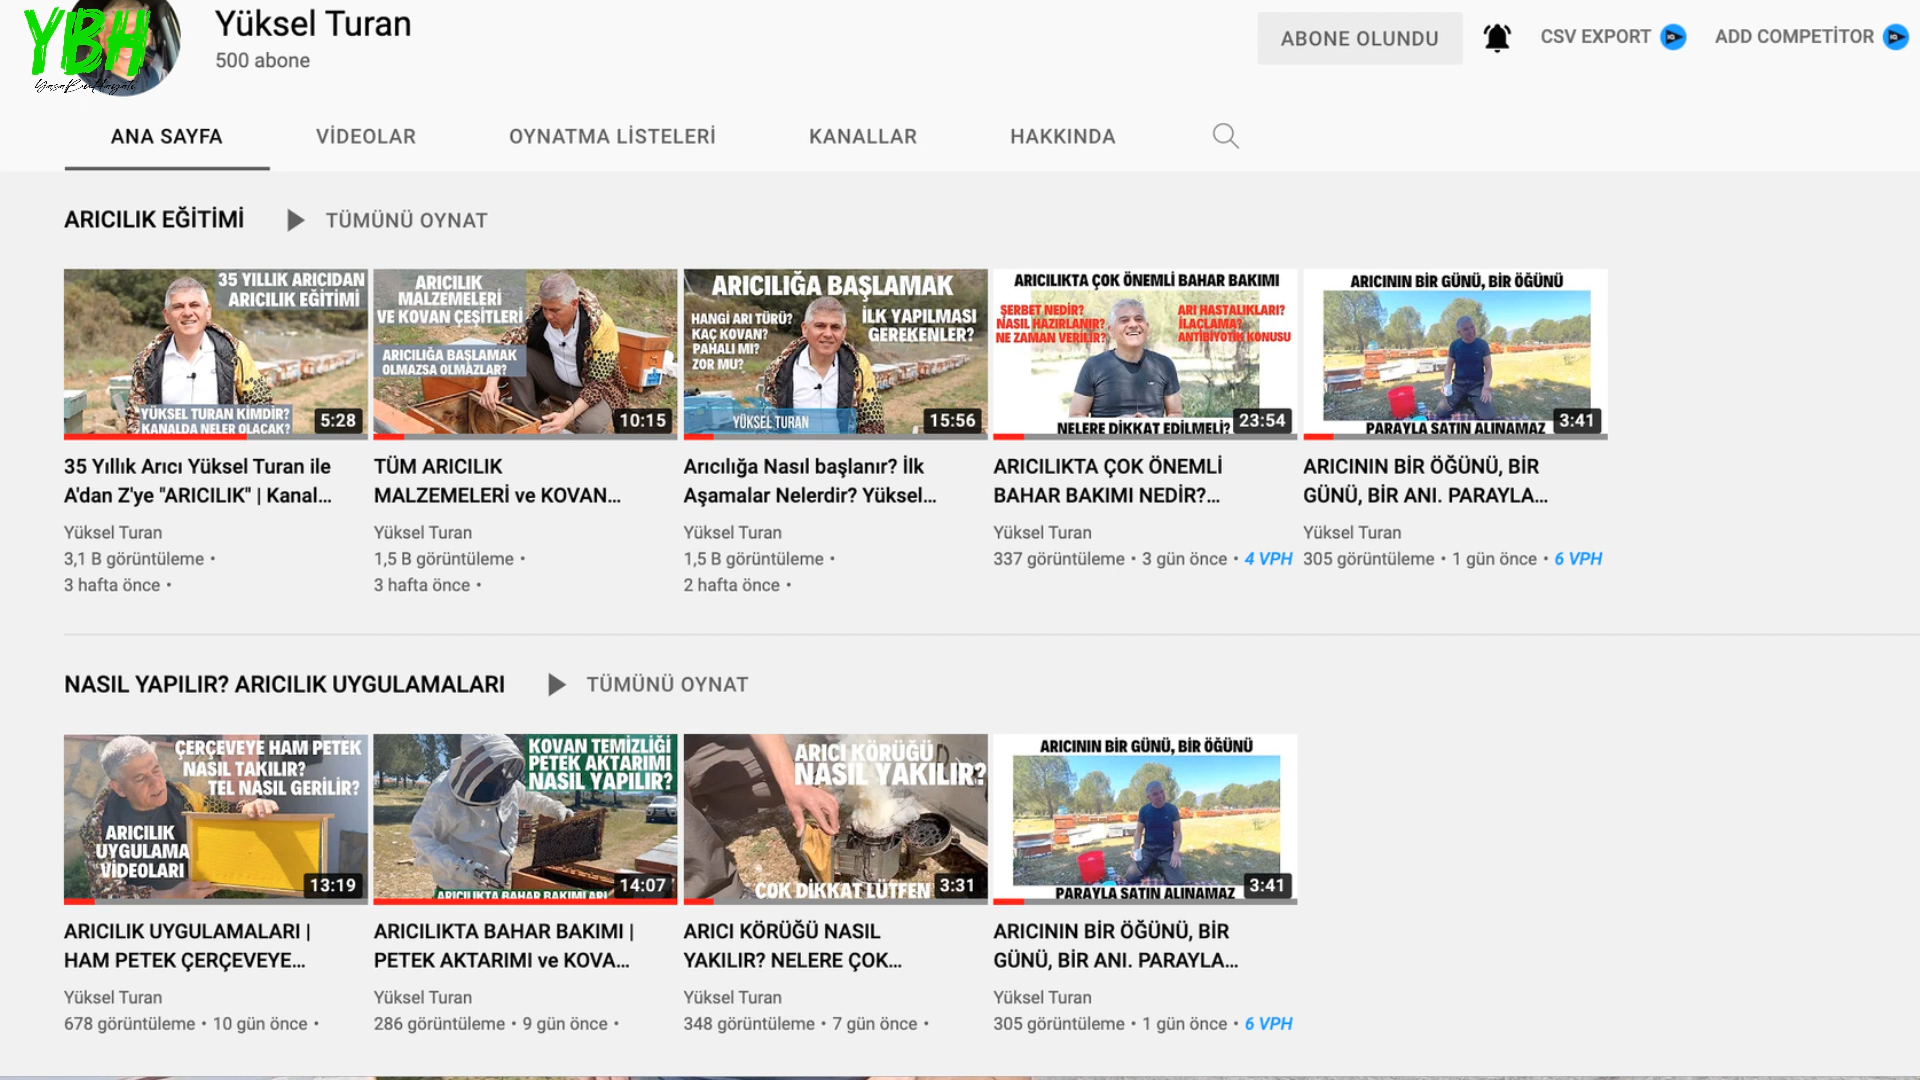 YBH
YaşaBuHayatı
Yüksel Turan
500 abone
ABONE OLUNDU
CSV EXPORT
ADD COMPETİTOR
ANA SAYFA
VİDEOLAR
OYNATMA LİSTELERİ
KANALLAR
HAKKINDA
ARICILIK EĞİTİMİ
TÜMÜNÜ OYNAT
35 YILLIK ARICIDAN
ARICILIK EĞİTİMİ
YÜKSEL TURAN KİMDİR?
KANALDA NELER OLACAK?
5:28
35 Yıllık Arıcı Yüksel Turan ile
A'dan Z'ye "ARICILIK" | Kanal...
Yüksel Turan
3,1 B görüntüleme •
3 hafta önce •
ARICILIK
MALZEMELERİ
VE KOVAN ÇEŞİTLERİ
ARICILIĞA BAŞLAMAK
OLMAZSA OLMAZLAR?
10:15
TÜM ARICILIK
MALZEMELERİ ve KOVAN...
Yüksel Turan
1,5 B görüntüleme •
3 hafta önce •
ARICILIĞA BAŞLAMAK
HANGİ ARI TÜRÜ?
KAÇ KOVAN?
PAHALI MI?
ZOR MU?
İLK YAPILMASI
GEREKENLER?
YÜKSEL TURAN
15:56
Arıcılığa Nasıl başlanır? İlk
Aşamalar Nelerdir? Yüksel...
Yüksel Turan
1,5 B görüntüleme •
2 hafta önce •
ARICILIKTA ÇOK ÖNEMLİ BAHAR BAKIMI
ŞERBET NEDİR?
NASIL HAZIRLANIR?
NE ZAMAN VERİLİR?
ARI HASTALIKLARI?
İLAÇLAMA?
ANTİBİYOTİK KONUSU
NELERE DİKKAT EDİLMELİ?
23:54
ARICILIKTA ÇOK ÖNEMLİ
BAHAR BAKIMI NEDİR?...
Yüksel Turan
337 görüntüleme • 3 gün önce • 4 VPH
ARICININ BİR GÜNÜ, BİR ÖĞÜNÜ
PARAYLA SATIN ALINAMAZ
3:41
ARICININ BİR ÖĞÜNÜ, BİR
GÜNÜ, BİR ANI. PARAYLA...
Yüksel Turan
305 görüntüleme • 1 gün önce • 6 VPH
NASIL YAPILIR? ARICILIK UYGULAMALARI
TÜMÜNÜ OYNAT
ÇERÇEVEYE HAM PETEK
NASIL TAKILIR?
TEL NASIL GERİLİR?
ARICILIK
UYGULAMA
VİDEOLARI
13:19
ARICILIK UYGULAMALARI |
HAM PETEK ÇERÇEVEYE...
Yüksel Turan
678 görüntüleme • 10 gün önce •
KOVAN TEMİZLİĞİ
PETEK AKTARIMI
NASIL YAPILIR?
ARICILIKTA BAHAR BAKIMLARI
14:07
ARICILIKTA BAHAR BAKIMI |
PETEK AKTARIMI ve KOVA...
Yüksel Turan
286 görüntüleme • 9 gün önce •
ARICI KÖRÜĞÜ
NASIL YAKILIR?
ÇOK DİKKAT LÜTFEN
3:31
ARICI KÖRÜĞÜ NASIL
YAKILIR? NELERE ÇOK...
Yüksel Turan
348 görüntüleme • 7 gün önce •
ARICININ BİR GÜNÜ, BİR ÖĞÜNÜ
PARAYLA SATIN ALINAMAZ
3:41
ARICININ BİR ÖĞÜNÜ, BİR
GÜNÜ, BİR ANI. PARAYLA...
Yüksel Turan
305 görüntüleme • 1 gün önce • 6 VPH